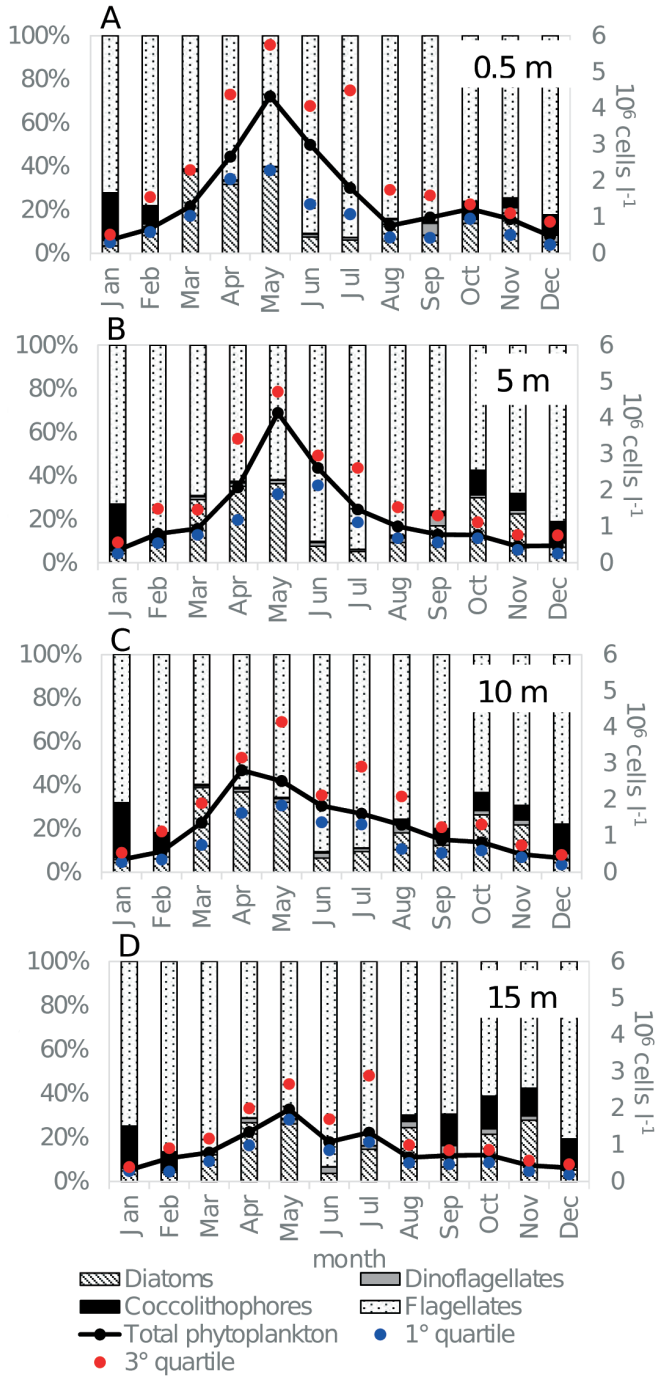 A
100%
80%
60%
40%
20%
0%
0.5 m
6
5
4
3
2
1
0
10⁶ cells l⁻¹
Jan Feb Mar Apr May Jun Jul Aug Sep Oct Nov Dec
B
100%
80%
60%
40%
20%
0%
5 m
6
5
4
3
2
1
0
10⁶ cells l⁻¹
Jan Feb Mar Apr May Jun Jul Aug Sep Oct Nov Dec
C
100%
80%
60%
40%
20%
0%
10 m
6
5
4
3
2
1
0
10⁶ cells l⁻¹
Jan Feb Mar Apr May Jun Jul Aug Sep Oct Nov Dec
D
100%
80%
60%
40%
20%
0%
15 m
6
5
4
3
2
1
0
10⁶ cells l⁻¹
Jan Feb Mar Apr May Jun Jul Aug Sep Oct Nov Dec
month
Diatoms Dinoflagellates
Coccolithophores Flagellates
Total phytoplankton 1° quartile
3° quartile